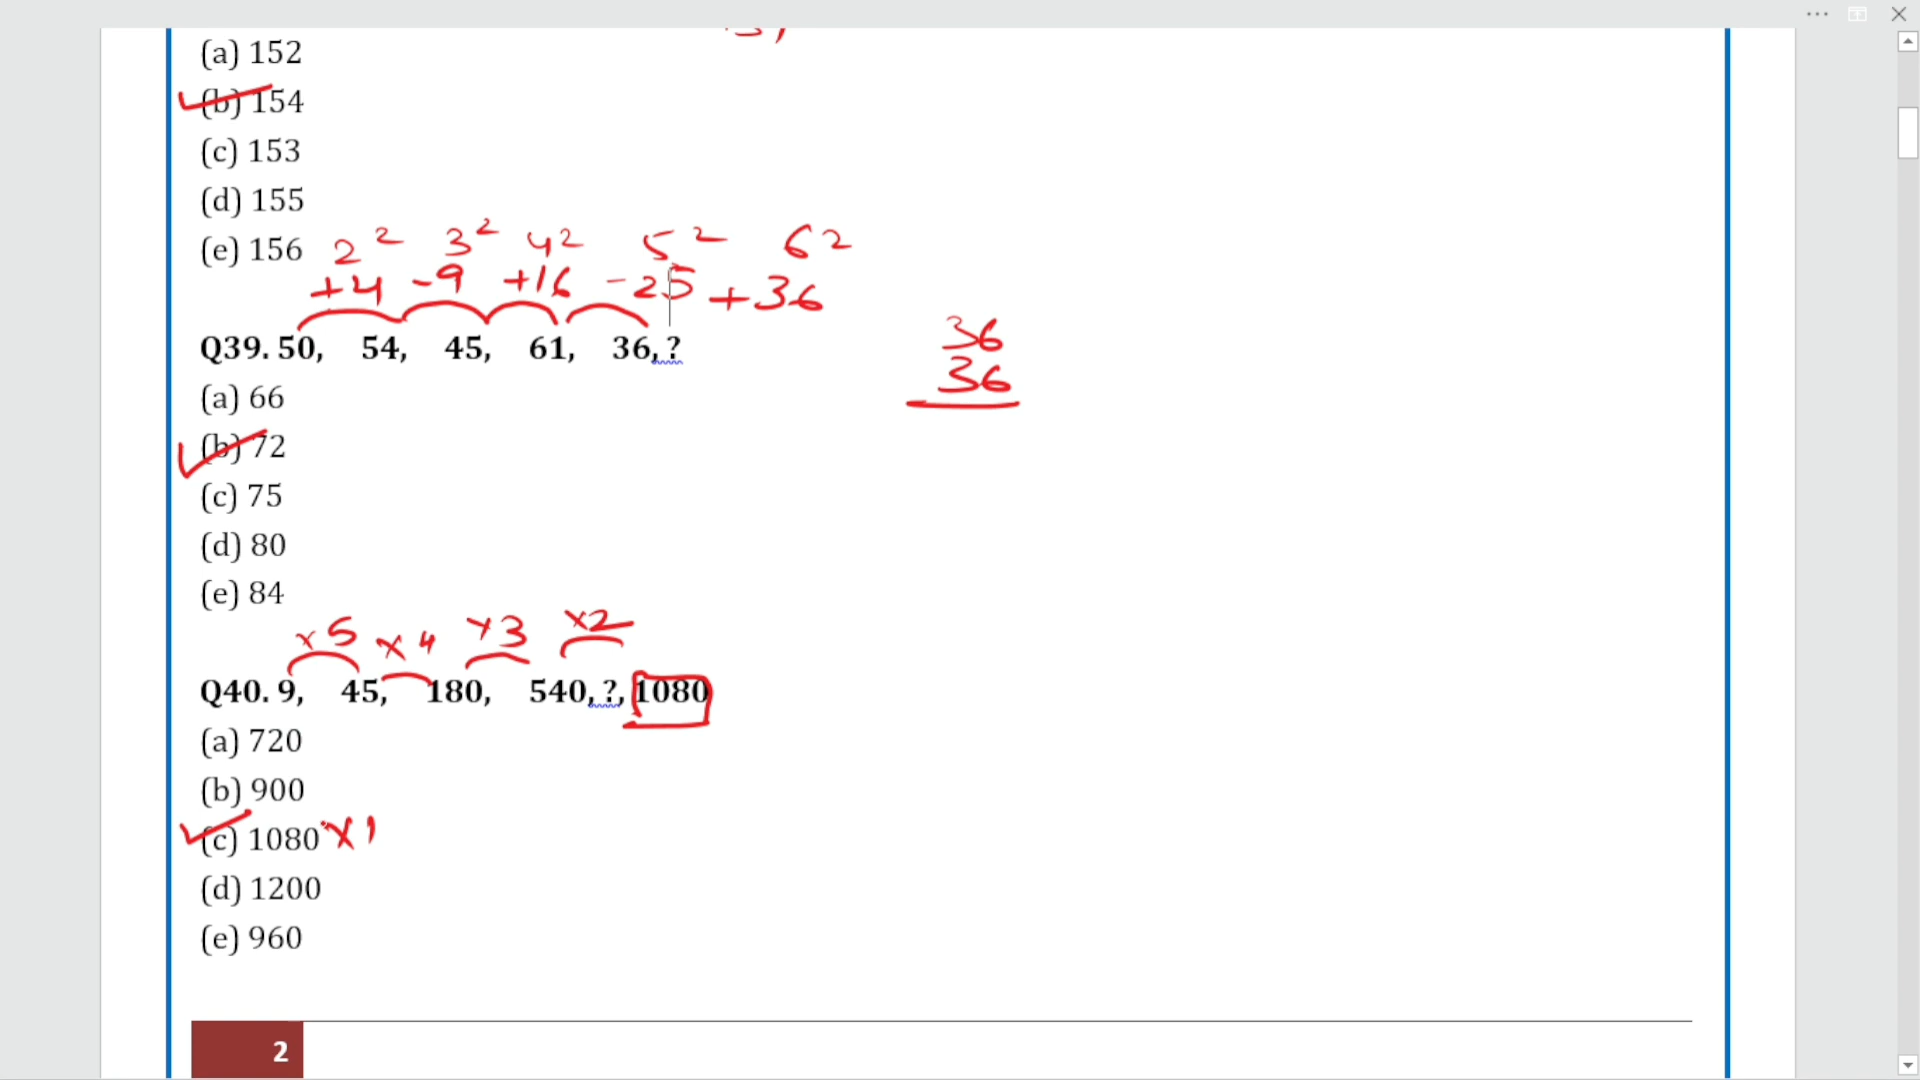 (a) 152
(b) 154
(c) 153
(d) 155
(e) 156
2² 3² 4² 5² 6²
+4 -9 +16 -25 +36
Q39. 50, 54, 45, 61, 36, ?
36
36
(a) 66
(b) 72
(c) 75
(d) 80
(e) 84
×5 ×4 ×3 ×2
Q40. 9, 45, 180, 540, ?, 1080
(a) 720
(b) 900
(c) 1080 ×1
(d) 1200
(e) 960
2